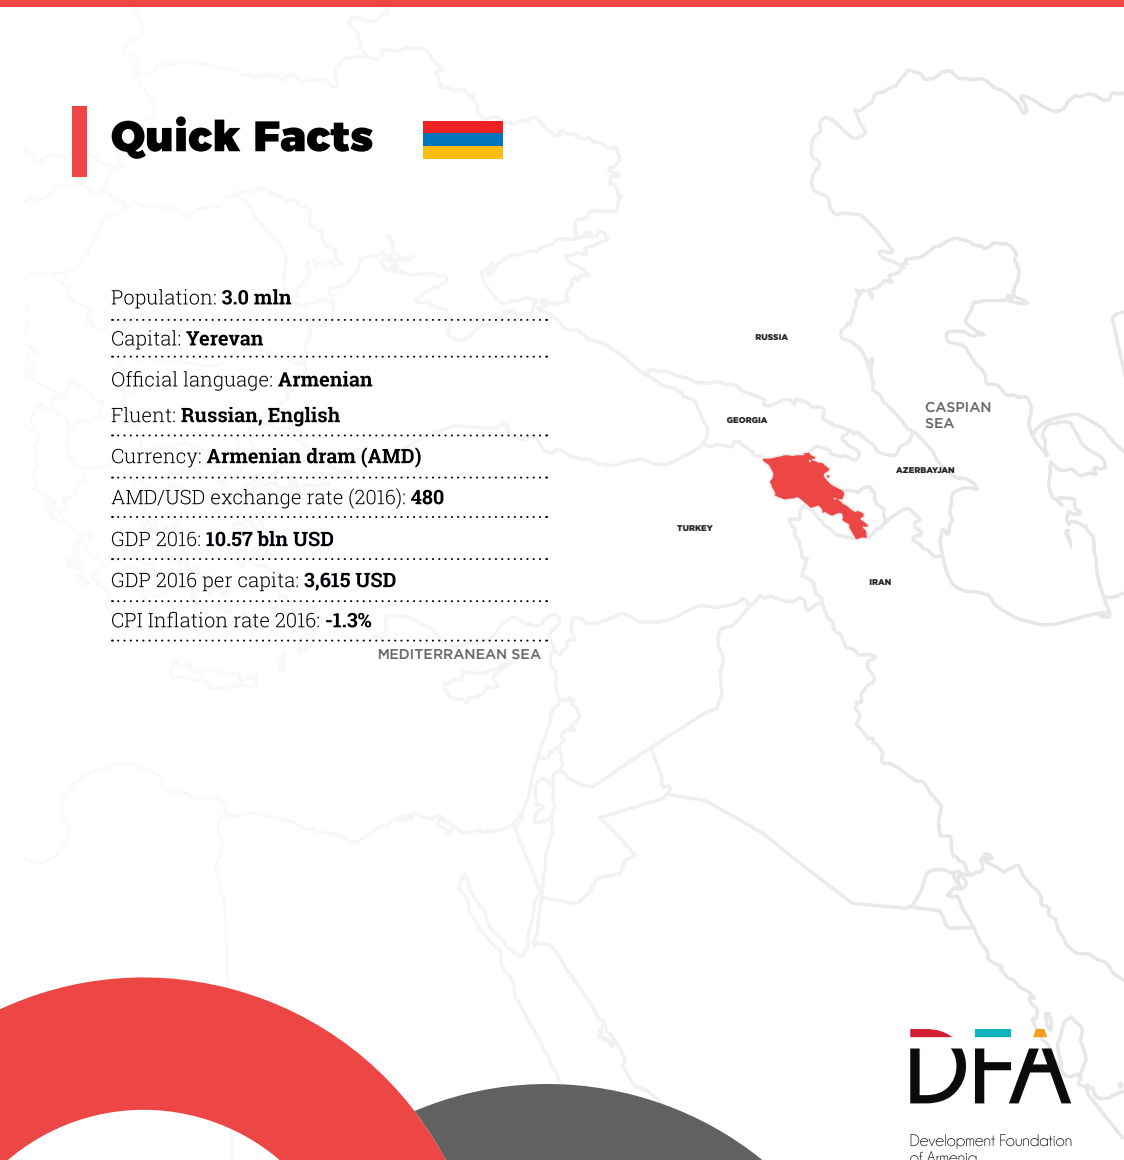 Quick Facts
Population: 3.0 mln
Capital: Yerevan
Official language: Armenian
Fluent: Russian, English
Currency: Armenian dram (AMD)
AMD/USD exchange rate (2016): 480
GDP 2016: 10.57 bln USD
GDP 2016 per capita: 3,615 USD
CPI Inflation rate 2016: -1.3%
MEDITERRANEAN SEA
RUSSIA
GEORGIA
CASPIAN
SEA
AZERBAYJAN
TURKEY
IRAN
DFA
Development Foundation
of Armenia